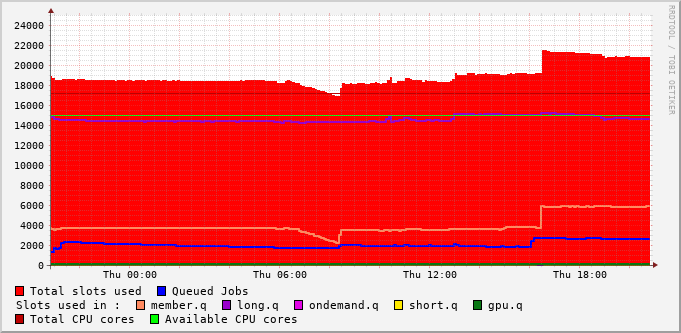 RRDTOOL / TOBI OETIKER
24000
22000
20000
18000
16000
14000
12000
10000
8000
6000
4000
2000
0
Thu 00:00 Thu 06:00 Thu 12:00 Thu 18:00
Total slots used Queued Jobs
Slots used in : member.q long.q ondemand.q short.q gpu.q
Total CPU cores Available CPU cores